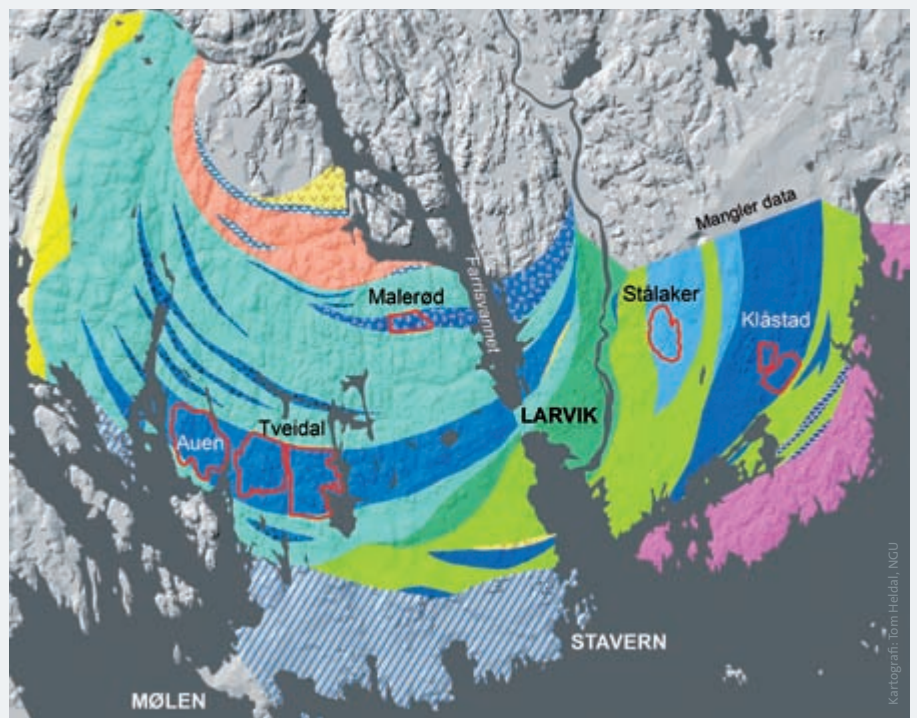 Mangler data
Malerød
Farrisvannet
Stålaker
Klåstad
LARVIK
Tveidal
Auen
STAVERN
MØLEN
Kartografi: Tom Heldal, NGU